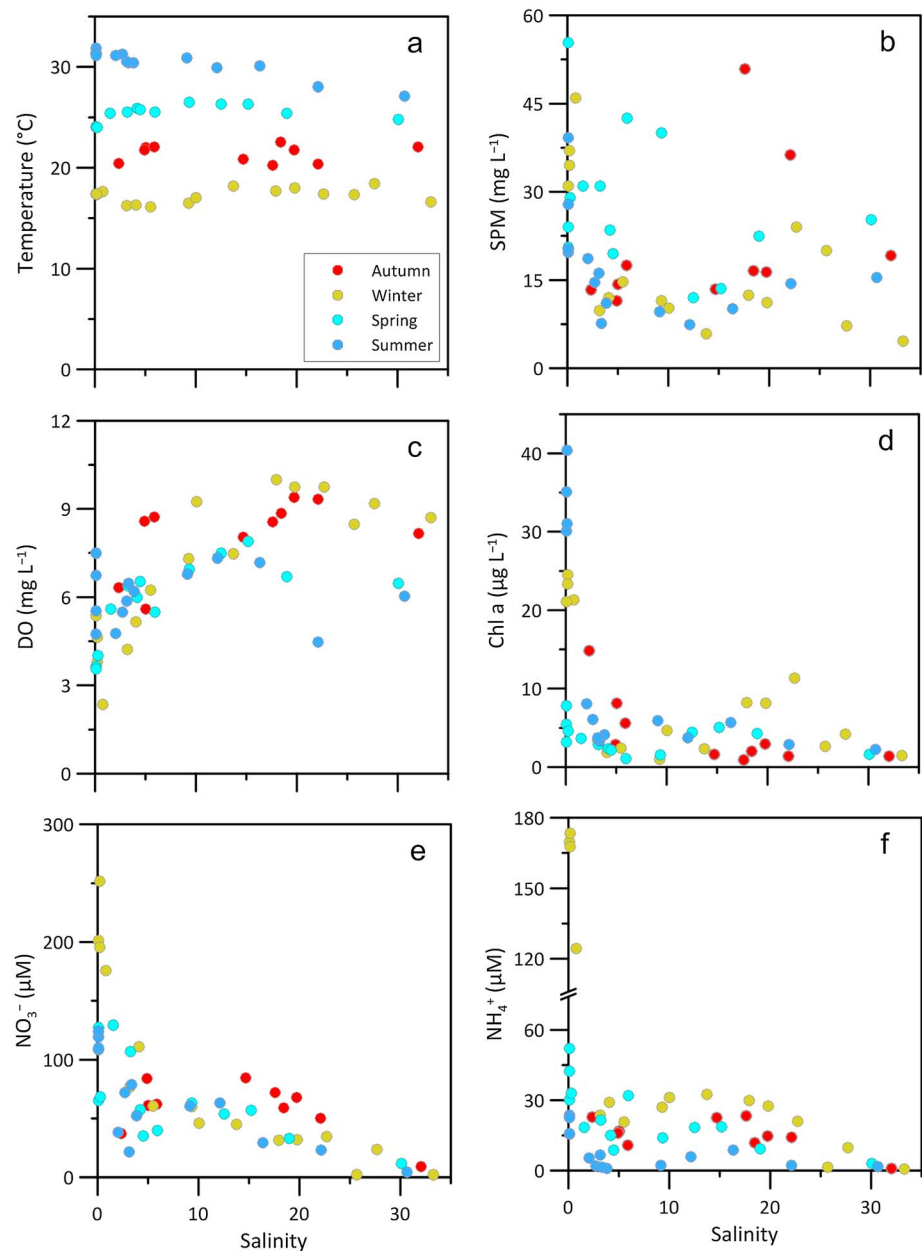 a
30
20
10
0
Temperature (°C)
Autumn
Winter
Spring
Summer
b
60
45
30
15
0
SPM (mg L⁻¹)
c
12
9
6
3
0
DO (mg L⁻¹)
d
40
30
20
10
0
Chl a (µg L⁻¹)
e
300
200
100
0
NO₃⁻ (µM)
0 10 20 30
Salinity
f
180
150
120
60
30
0
NH₄⁺ (µM)
0 10 20 30
Salinity